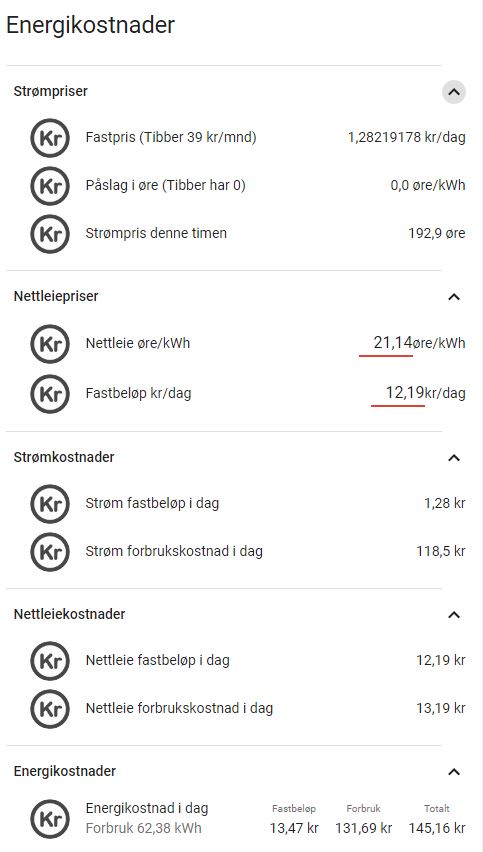 Energikostnader
Strømpriser
Kr Fastpris (Tibber 39 kr/mnd) 1,28219178 kr/dag
Kr Påslag i øre (Tibber har 0) 0,0 øre/kWh
Kr Strømpris denne timen 192,9 øre
Nettleiepriser
Kr Nettleie øre/kWh 21,14øre/kWh
Kr Fastbeløp kr/dag 12,19kr/dag
Strømkostnader
Kr Strøm fastbeløp i dag 1,28 kr
Kr Strøm forbrukskostnad i dag 118,5 kr
Nettleiekostnader
Kr Nettleie fastbeløp i dag 12,19 kr
Kr Nettleie forbrukskostnad i dag 13,19 kr
Energikostnader
Kr Energikostnad i dag Fastbeløp Forbruk Totalt
Forbruk 62,38 kWh 13,47 kr 131,69 kr 145,16 kr